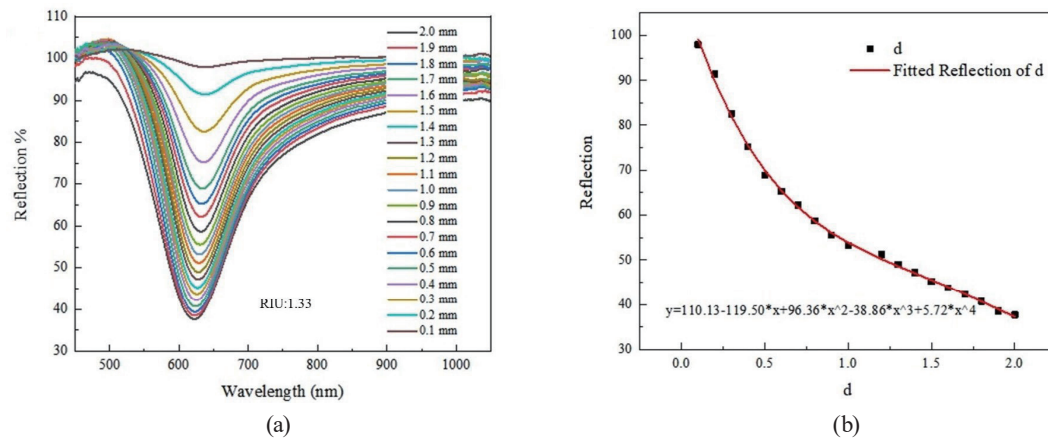 110
100
90
80
70
60
50
40
30
Reflection %
500
600
700
800
900
1000
Wavelength (nm)
RIU:1.33
2.0 mm
1.9 mm
1.8 mm
1.7 mm
1.6 mm
1.5 mm
1.4 mm
1.3 mm
1.2 mm
1.1 mm
1.0 mm
0.9 mm
0.8 mm
0.7 mm
0.6 mm
0.5 mm
0.4 mm
0.3 mm
0.2 mm
0.1 mm
(a)
100
90
80
70
60
50
40
30
Reflection
d
Fitted Reflection of d
y=110.13-119.50*x+96.36*x^2-38.86*x^3+5.72*x^4
0.0
0.5
1.0
1.5
2.0
d
(b)